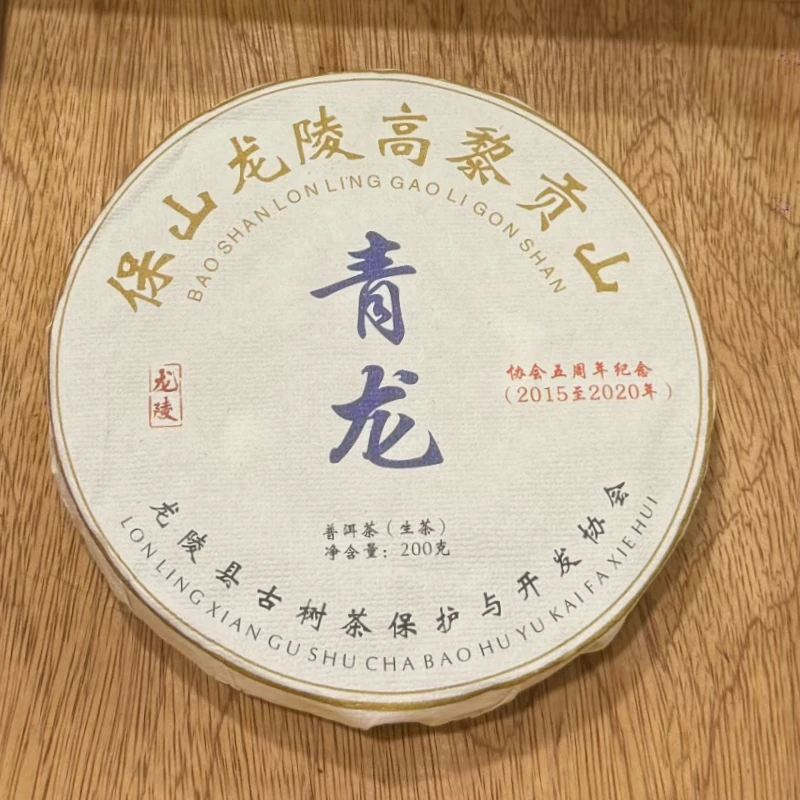 保山龙陵高黎贡山
BAO SHAN LON LING GAO LI GON SHAN
青龙
龙陵
协会五周年纪念
(2015至2020年)
普洱茶(生茶)
净含量:200克
龙陵县古树茶保护与开发协会
LON LING XIAN GU SHU CHA BAO HU YU KAI FA XIE HUI